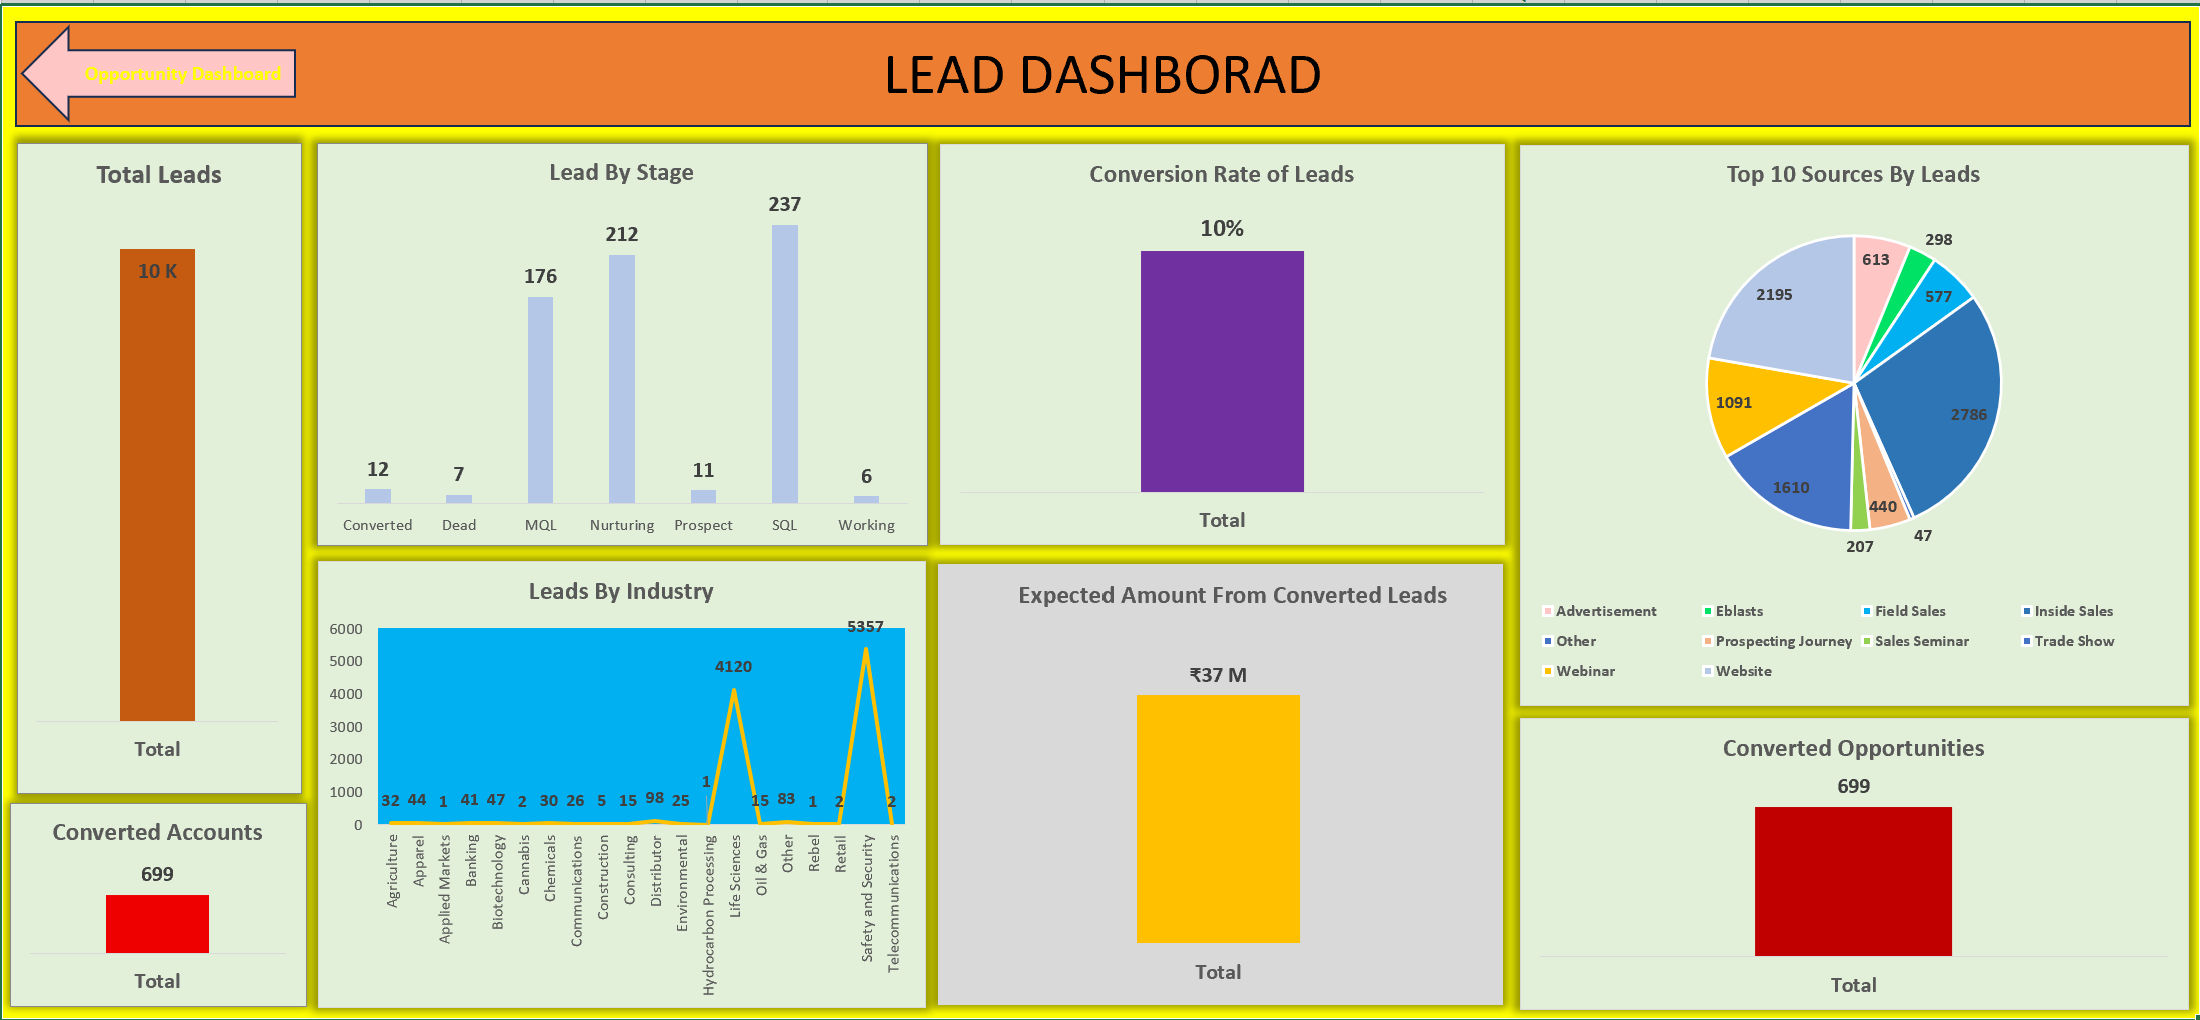 Opportunity Dashboard
LEAD DASHBORAD
Total Leads
10 K
Total
Converted Accounts
699
Total
Lead By Stage
12
7
176
212
11
237
6
Converted Dead MQL Nurturing Prospect SQL Working
Leads By Industry
6000
5000
4000
3000
2000
1000
0
32 44 1 41 47 2 30 26 5 15 98 25 1 4120 15 83 1 2 5357 2
Agriculture
Apparel
Applied Markets
Banking
Biotechnology
Cannabis
Chemicals
Communications
Construction
Consulting
Distributor
Environmental
Hydrocarbon Processing
Life Sciences
Oil & Gas
Other
Rebel
Retail
Safety and Security
Telecommunications
Conversion Rate of Leads
10%
Total
Expected Amount From Converted Leads
₹37 M
Total
Top 10 Sources By Leads
613
298
577
2786
47
440
207
1610
1091
2195
Advertisement Eblasts Field Sales Inside Sales
Other Prospecting Journey Sales Seminar Trade Show
Webinar Website
Converted Opportunities
699
Total